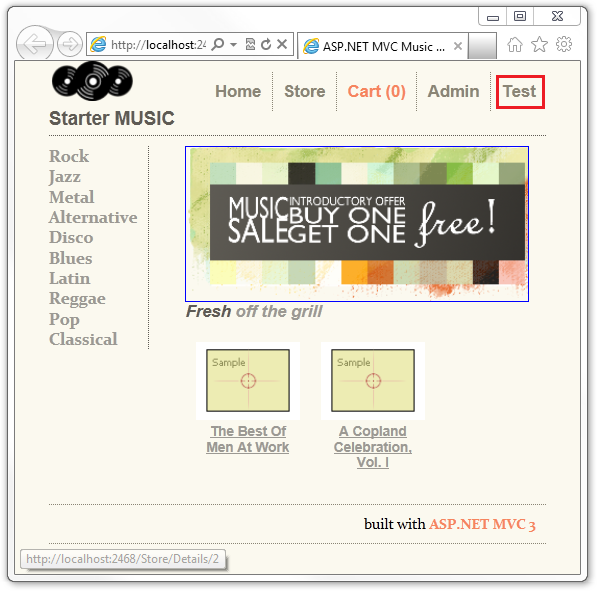 http://localhost:24
ASP.NET MVC Music ...
Starter MUSIC
Home Store Cart (0) Admin Test
Rock
Jazz
Metal
Alternative
Disco
Blues
Latin
Reggae
Pop
Classical
MUSIC SALE
INTRODUCTORY OFFER
BUY ONE
GET ONE
free!
Fresh off the grill
Sample
The Best Of
Men At Work
Sample
A Copland
Celebration,
Vol. I
built with ASP.NET MVC 3
http://localhost:2468/Store/Details/2